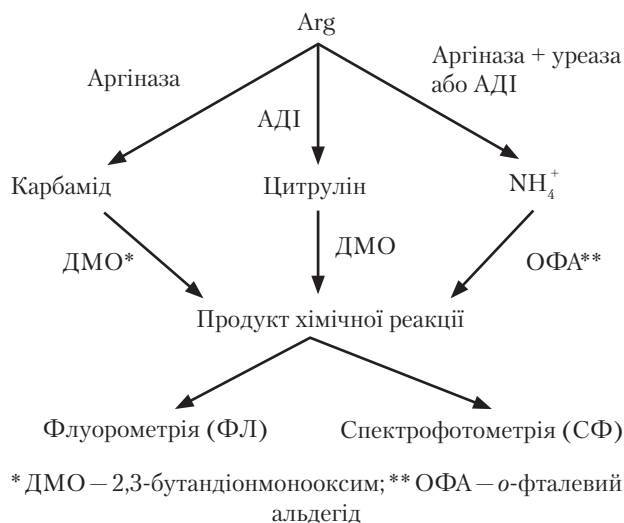 Arg
Аргіназа
АДІ
Аргіназа + уреаза
або АДІ
Карбамід
Цитрулін
NH₄⁺
ДМО*
ДМО
ОФА**
Продукт хімічної реакції
Флуорометрія (ФЛ)
Спектрофотометрія (СФ)
* ДМО – 2,3-бутандіонмонооксим; ** ОФА – о-фталевий
альдегід